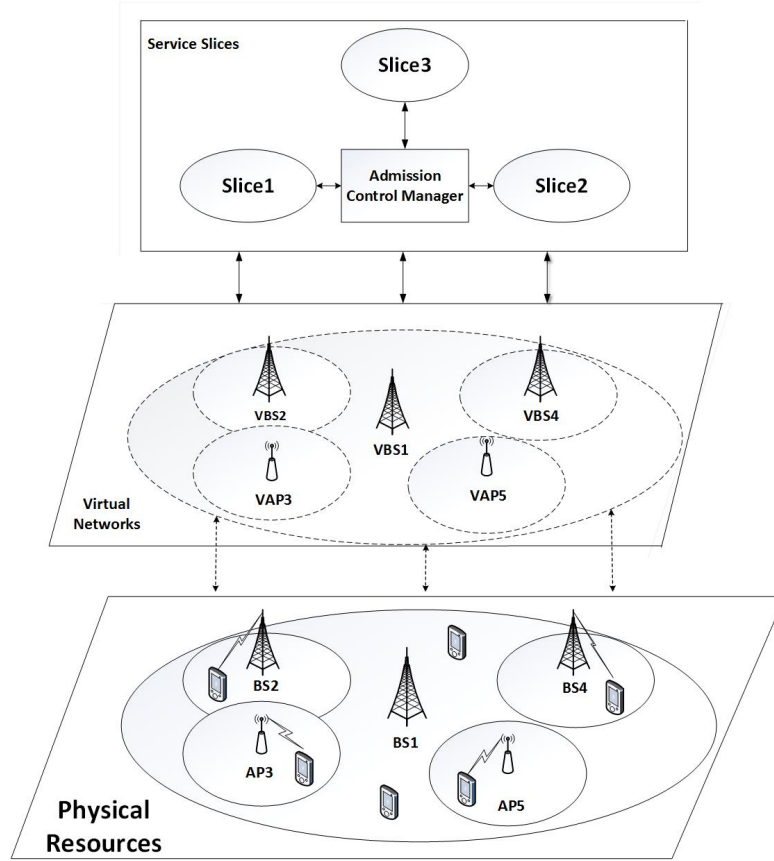 Service Slices
Slice3
Slice1
Admission
Control Manager
Slice2
VBS2
VBS4
VBS1
VAP3
VAP5
Virtual
Networks
BS2
BS4
BS1
AP3
AP5
Physical
Resources